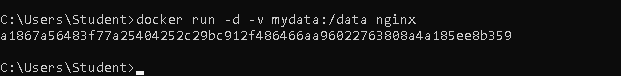 C:\Users\Student>docker run -d -v mydata:/data nginx
a1867a56483f77a25404252c29bc912f486466aa96022763808a4a185ee8b359
C:\Users\Student>